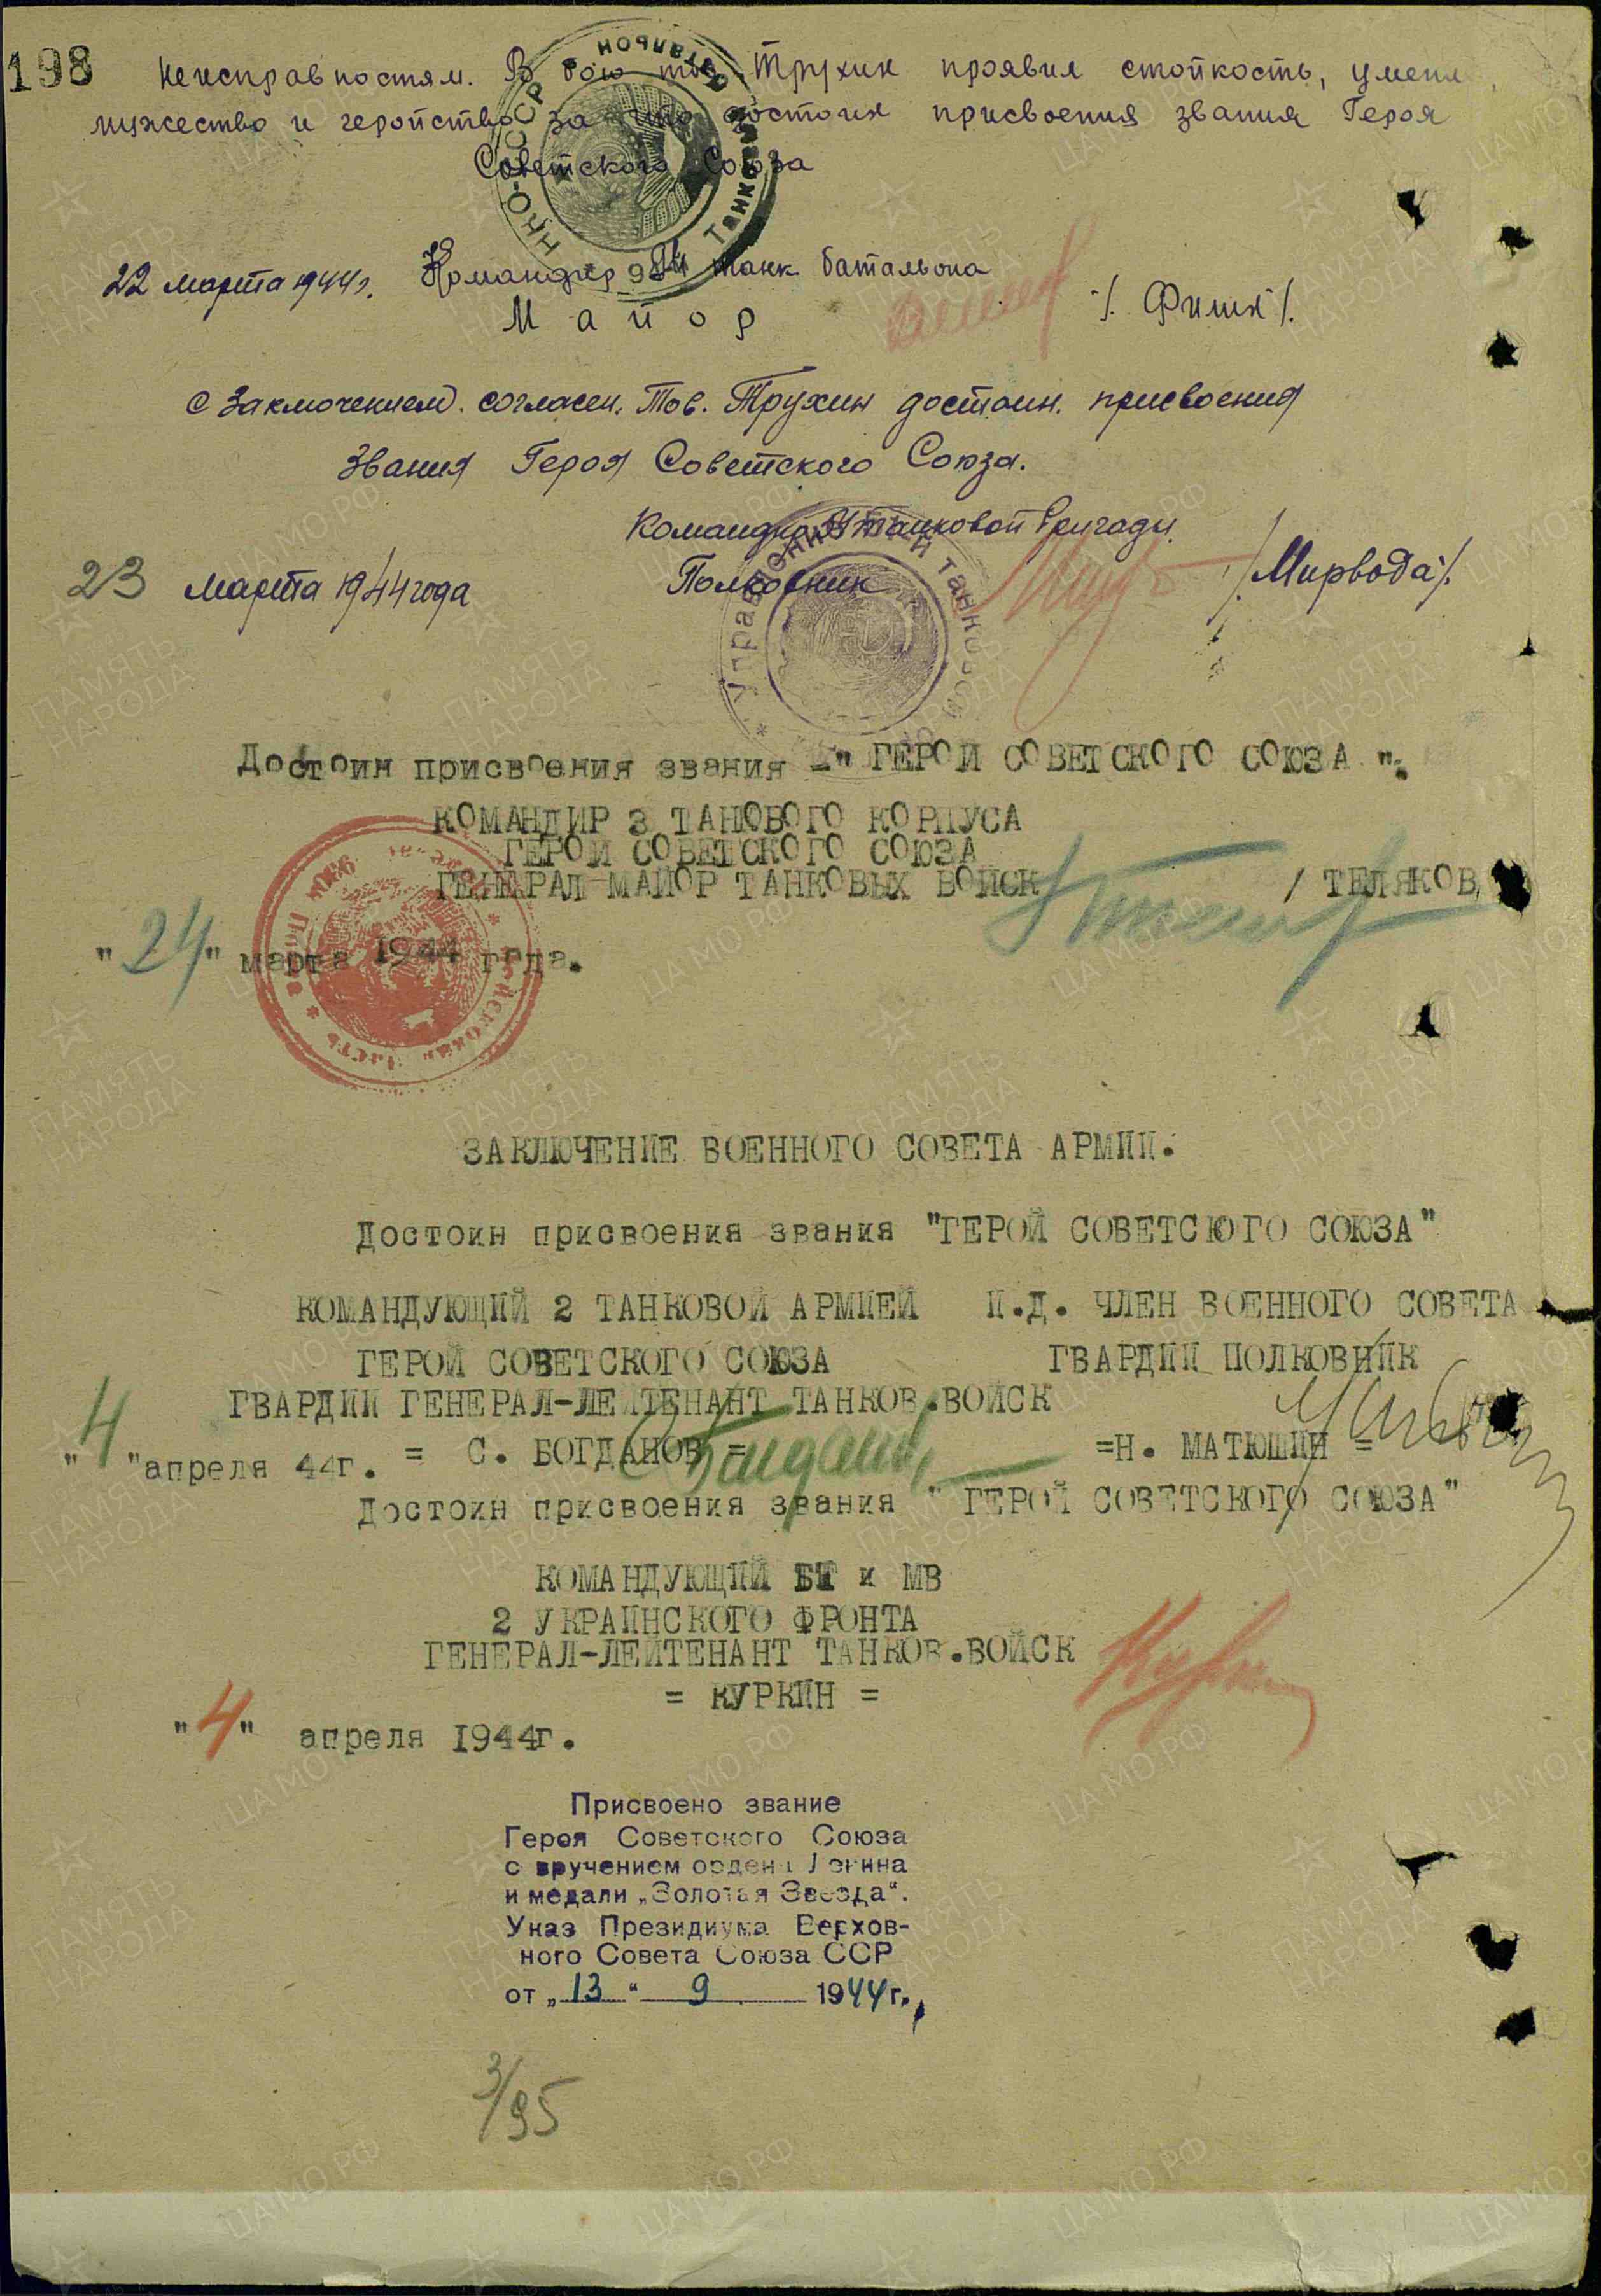 198
неисправностям. В бою тов Трухин проявил стойкость, умени
мужество и геройство за что достоин присвоения звания Героя
Советского Союза
22 марта 1944г. Командир танк. батальона
Майор /. Фишк /.
С заключением согласен. Тов. Трухин достоин присвоения
звания Героя Советского Союза.
Командир танковой бригады
23 марта 1944 года Полковник /Мирвода/.
Достоин присвоения звания -" ГЕРОИ СОВЕТСКОГО СОЮЗА ".
КОМАНДИР 3 ТАНКОВОГО КОРПУСА
ГЕРОИ СОВЕТСКОГО СОЮЗА
ГЕНЕРАЛ МАЙОР ТАНКОВЫХ ВОЙСК / ТЕЛЯКОВ
"24" марта 1944 года.
ЗАКЛЮЧЕНИЕ ВОЕННОГО СОВЕТА АРМИИ.
Достоин присвоения звания "ГЕРОЙ СОВЕТСКОГО СОЮЗА"
КОМАНДУЮЩИЙ 2 ТАНКОВОЙ АРМИЕЙ И.Д. ЧЛЕН ВОЕННОГО СОВЕТА
ГЕРОЙ СОВЕТСКОГО СОЮЗА ГВАРДИИ ПОЛКОВНИК
ГВАРДИИ ГЕНЕРАЛ-ЛЕЙТЕНАНТ ТАНКОВ.ВОЙСК
"4" апреля 44г. = С. БОГДАНОВ = =Н. МАТЮШИН =
Достоин присвоения звания " ГЕРОЙ СОВЕТСКОГО СОЮЗА"
КОМАНДУЮЩИЙ БТ и МВ
2 УКРАИНСКОГО ФРОНТА
ГЕНЕРАЛ-ЛЕЙТЕНАНТ ТАНКОВ.ВОЙСК
= КУРКИН =
"4" апреля 1944г.
Присвоено звание
Героя Советского Союза
с вручением ордена Ленина
и медали „Золотая Звезда".
Указ Президиума Верхов-
ного Совета Союза ССР
от „13" 9 1944г.
3/95